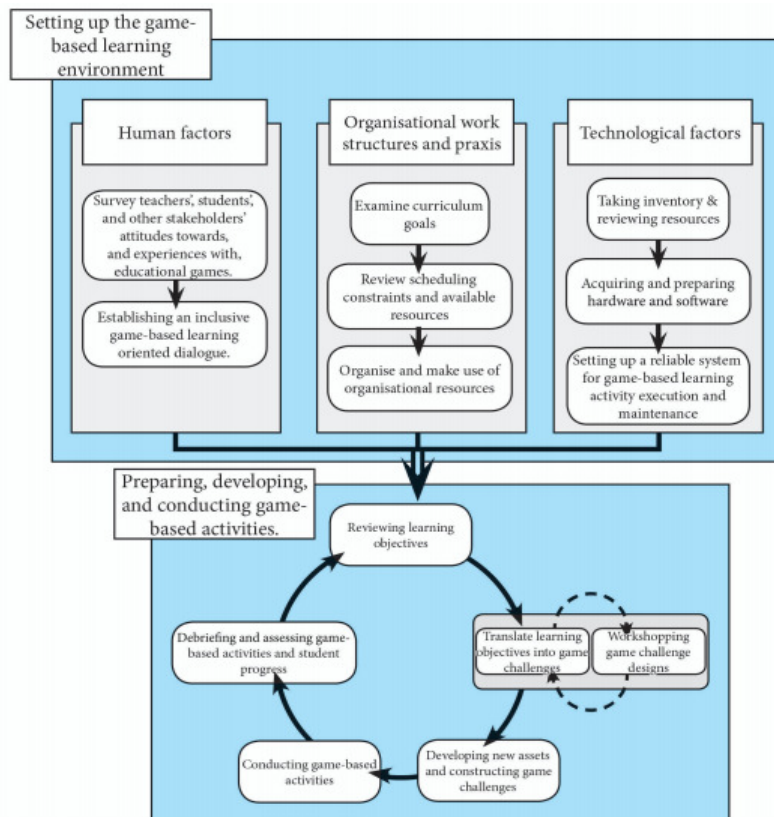 Setting up the game-
based learning
environment
Human factors
Survey teachers', students',
and other stakeholders'
attitudes towards,
and experiences with,
educational games.
Establishing an inclusive
game-based learning
oriented dialogue.
Organisational work
structures and praxis
Examine curriculum
goals
Review scheduling
constraints and available
resources
Organise and make use of
organisational resources
Technological factors
Taking inventory &
reviewing resources
Acquiring and preparing
hardware and software
Setting up a reliable system
for game-based learning
activity execution and
maintenance
Preparing, developing,
and conducting game-
based activities.
Reviewing learning
objectives
Translate learning
objectives into game
challenges
Workshopping
game challenge
designs
Developing new assets
and constructing game
challenges
Conducting game-based
activities
Debriefing and assessing game-
based activities and student
progress